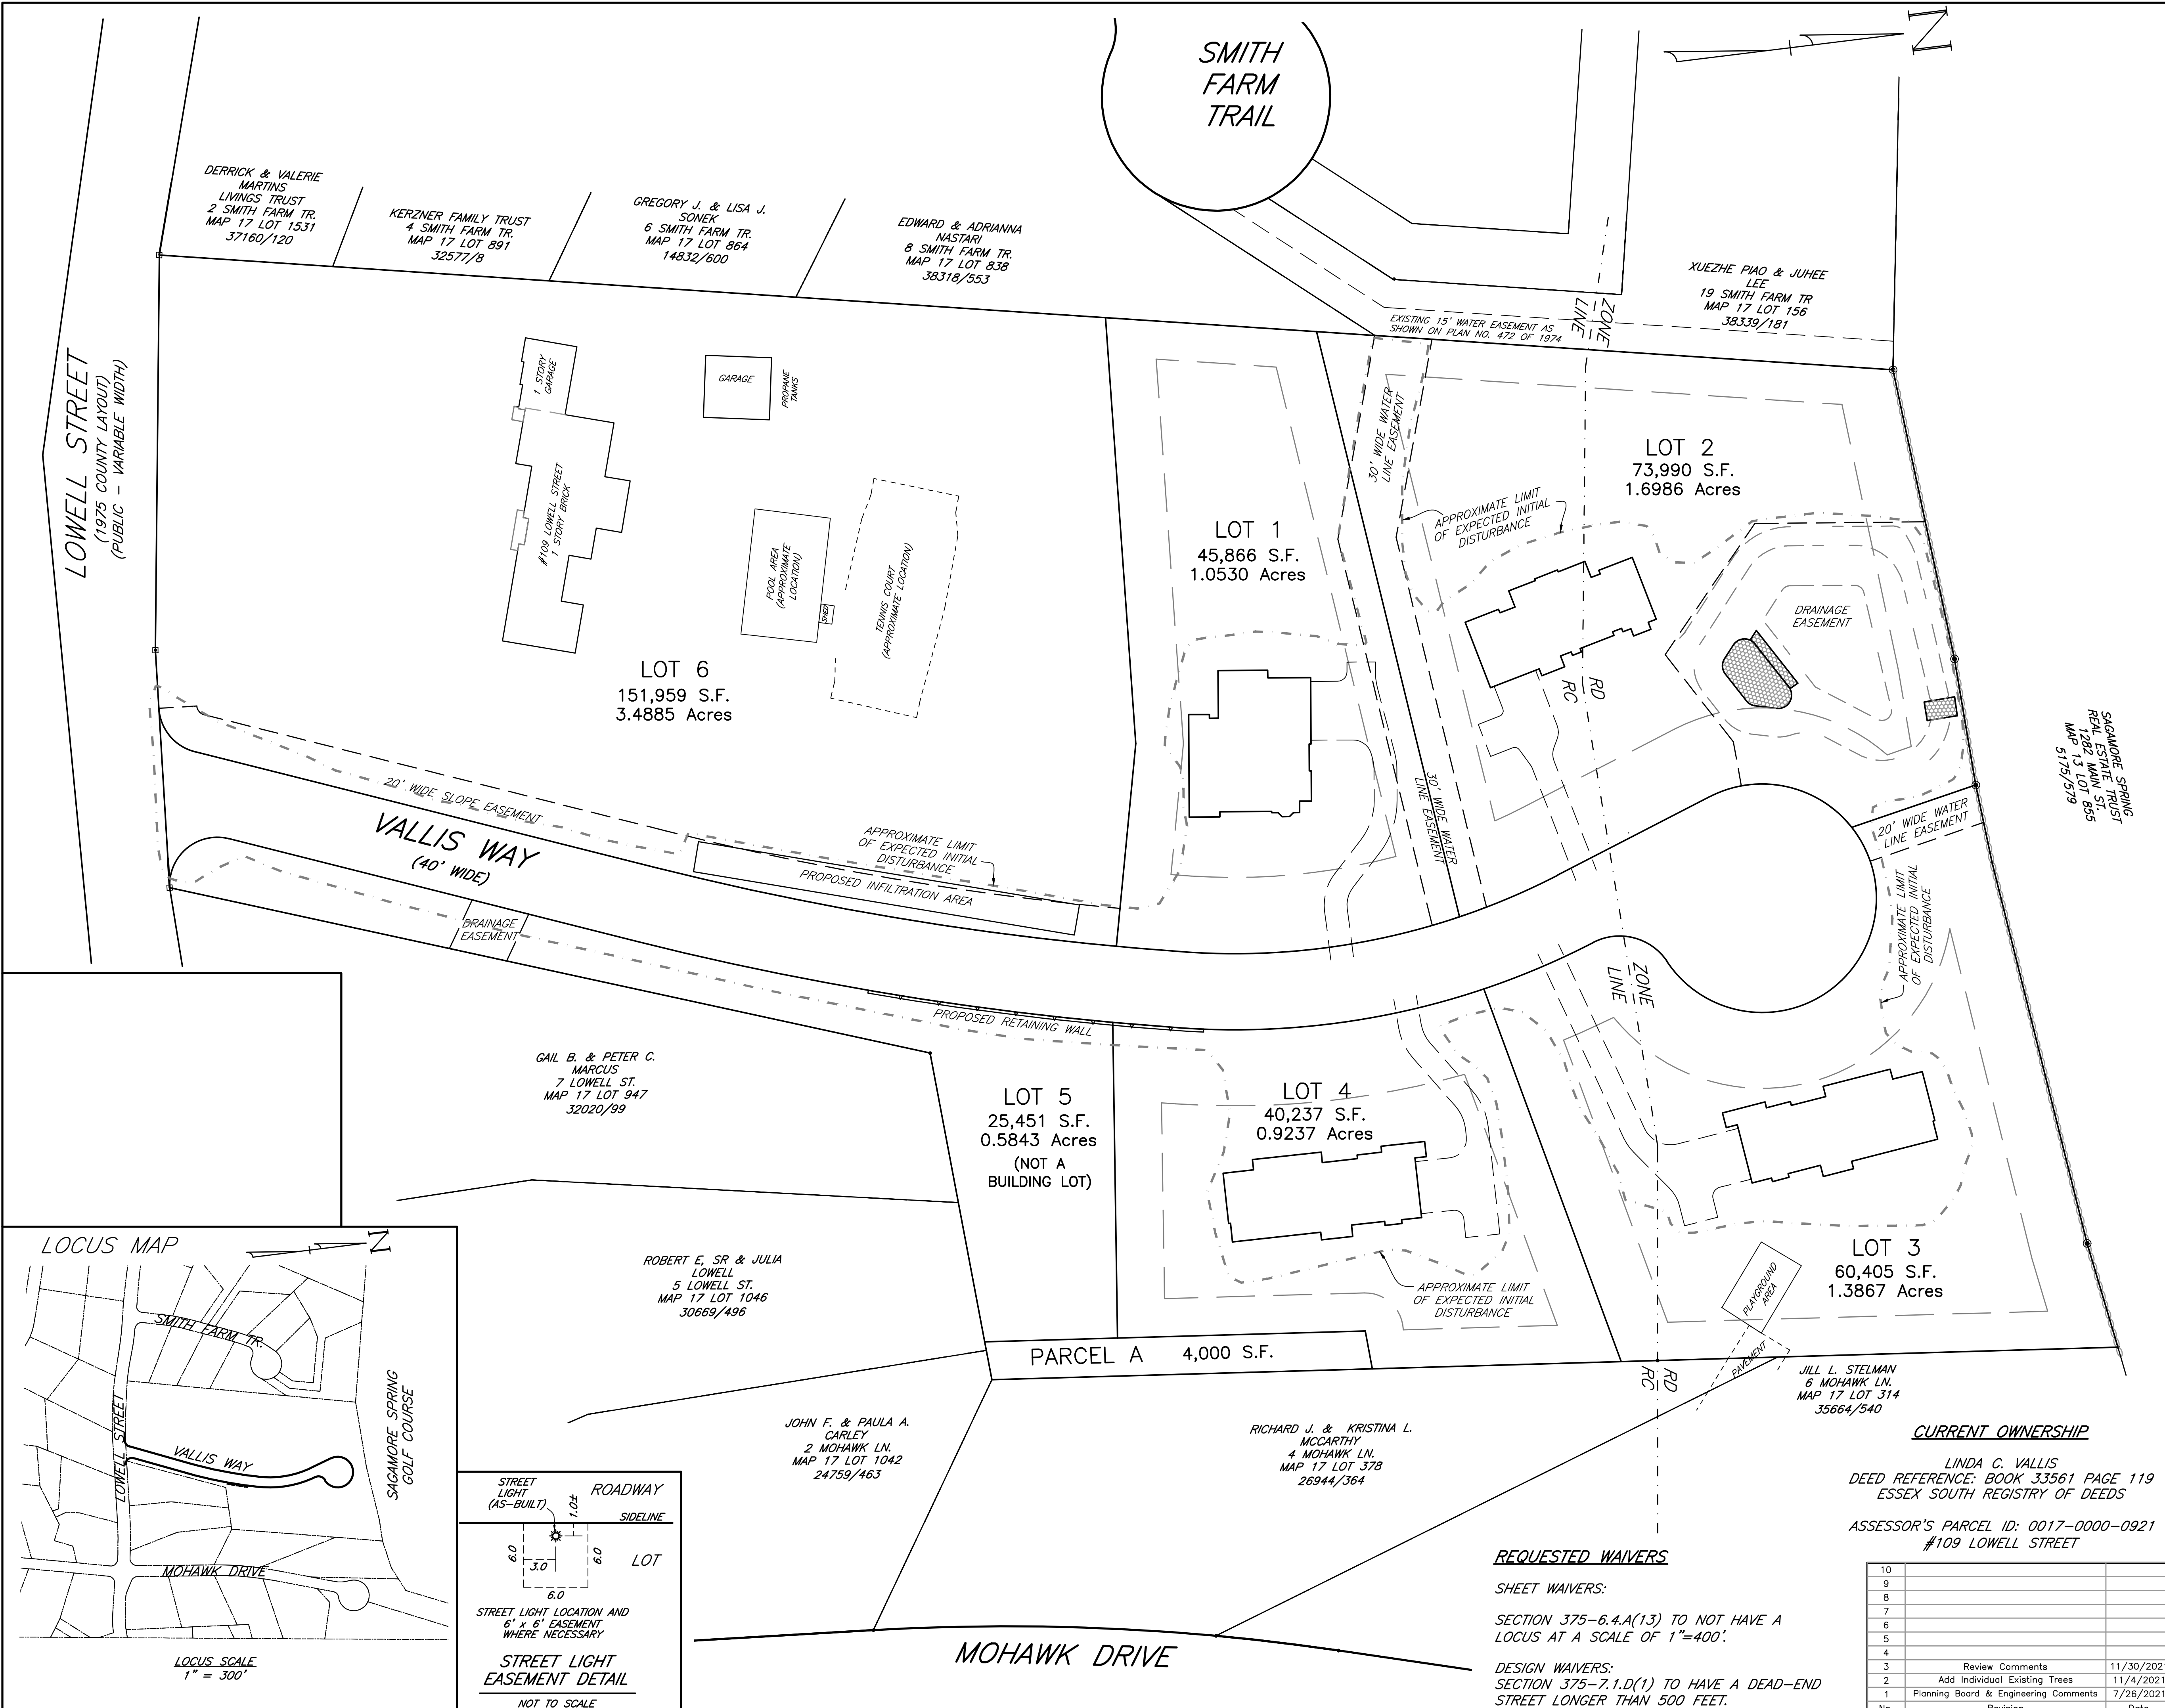 SMITH
FARM
TRAIL
N
DERRICK & VALERIE
MARTINS
LIVINGS TRUST
2 SMITH FARM TR.
MAP 17 LOT 1531
37160/120
KERZNER FAMILY TRUST
4 SMITH FARM TR.
MAP 17 LOT 891
32577/8
GREGORY J. & LISA J.
SONEK
6 SMITH FARM TR.
MAP 17 LOT 864
14832/600
EDWARD & ADRIANNA
NASTARI
8 SMITH FARM TR.
MAP 17 LOT 838
38318/553
XUEZHE PIAO & JUHEE
LEE
19 SMITH FARM TR
MAP 17 LOT 156
38339/181
ZONE
LINE
EXISTING 15' WATER EASEMENT AS
SHOWN ON PLAN NO. 472 OF 1974
LOWELL STREET
(1975 COUNTY LAYOUT)
(PUBLIC - VARIABLE WIDTH)
1 STORY
GARAGE
#109 LOWELL STREET
1 STORY BRICK
GARAGE
PROPANE
TANKS
POOL AREA
(APPROXIMATE
LOCATION)
SHED
TENNIS COURT
(APPROXIMATE LOCATION)
LOT 6
151,959 S.F.
3.4885 Acres
LOT 1
45,866 S.F.
1.0530 Acres
30' WIDE WATER
LINE EASEMENT
LOT 2
73,990 S.F.
1.6986 Acres
APPROXIMATE LIMIT
OF EXPECTED INITIAL
DISTURBANCE
DRAINAGE
EASEMENT
RD
RC
SAGAMORE SPRING
REAL ESTATE TRUST
1282 MAIN ST.
MAP 13 LOT 855
5175/579
20' WIDE SLOPE EASEMENT
VALLIS WAY
(40' WIDE)
APPROXIMATE LIMIT
OF EXPECTED INITIAL
DISTURBANCE
PROPOSED INFILTRATION AREA
30' WIDE WATER
LINE EASEMENT
20' WIDE WATER
LINE EASEMENT
APPROXIMATE LIMIT
OF EXPECTED INITIAL
DISTURBANCE
DRAINAGE
EASEMENT
ZONE
LINE
PROPOSED RETAINING WALL
GAIL B. & PETER C.
MARCUS
7 LOWELL ST.
MAP 17 LOT 947
32020/99
LOT 5
25,451 S.F.
0.5843 Acres
(NOT A
BUILDING LOT)
LOT 4
40,237 S.F.
0.9237 Acres
APPROXIMATE LIMIT
OF EXPECTED INITIAL
DISTURBANCE
LOT 3
60,405 S.F.
1.3867 Acres
PLAYGROUND
AREA
PAVEMENT
ROBERT E, SR & JULIA
LOWELL
5 LOWELL ST.
MAP 17 LOT 1046
30669/496
PARCEL A 4,000 S.F.
RD
RC
JILL L. STELMAN
6 MOHAWK LN.
MAP 17 LOT 314
35664/540
JOHN F. & PAULA A.
CARLEY
2 MOHAWK LN.
MAP 17 LOT 1042
24759/463
RICHARD J. & KRISTINA L.
MCCARTHY
4 MOHAWK LN.
MAP 17 LOT 378
26944/364
MOHAWK DRIVE
LOCUS MAP
N
SMITH FARM TR.
LOWELL STREET
VALLIS WAY
SAGAMORE SPRING
GOLF COURSE
MOHAWK DRIVE
LOCUS SCALE
1" = 300'
STREET
LIGHT
(AS-BUILT)
1.0±
ROADWAY
SIDELINE
6.0
3.0
6.0
LOT
6.0
STREET LIGHT LOCATION AND
6' x 6' EASEMENT
WHERE NECESSARY
STREET LIGHT
EASEMENT DETAIL
NOT TO SCALE
CURRENT OWNERSHIP
LINDA C. VALLIS
DEED REFERENCE: BOOK 33561 PAGE 119
ESSEX SOUTH REGISTRY OF DEEDS
ASSESSOR'S PARCEL ID: 0017-0000-0921
#109 LOWELL STREET
REQUESTED WAIVERS
SHEET WAIVERS:
SECTION 375-6.4.A(13) TO NOT HAVE A
LOCUS AT A SCALE OF 1"=400'.
DESIGN WAIVERS:
SECTION 375-7.1.D(1) TO HAVE A DEAD-END
STREET LONGER THAN 500 FEET.
10
9
8
7
6
5
4
3 Review Comments 11/30/2021
2 Add Individual Existing Trees 11/4/2021
1 Planning Board & Engineering Comments 7/26/2021
No. Revision Date